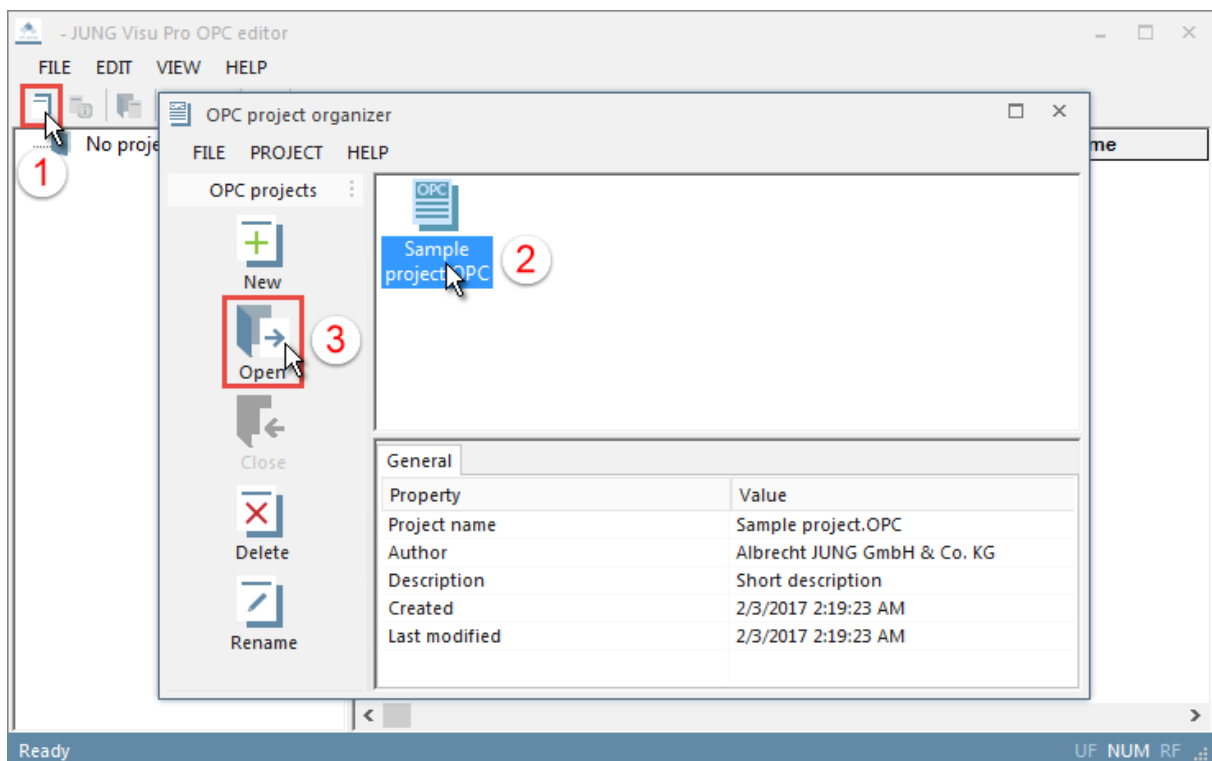 - JUNG Visu Pro OPC editor
FILE EDIT VIEW HELP
OPC project organizer
No proje
me
1
FILE PROJECT HELP
OPC projects
OPC
Sample
project.OPC
2
New
3
Open
Close
Delete
Rename
General
Property Value
Project name Sample project.OPC
Author Albrecht JUNG GmbH & Co. KG
Description Short description
Created 2/3/2017 2:19:23 AM
Last modified 2/3/2017 2:19:23 AM
Ready UF NUM RF